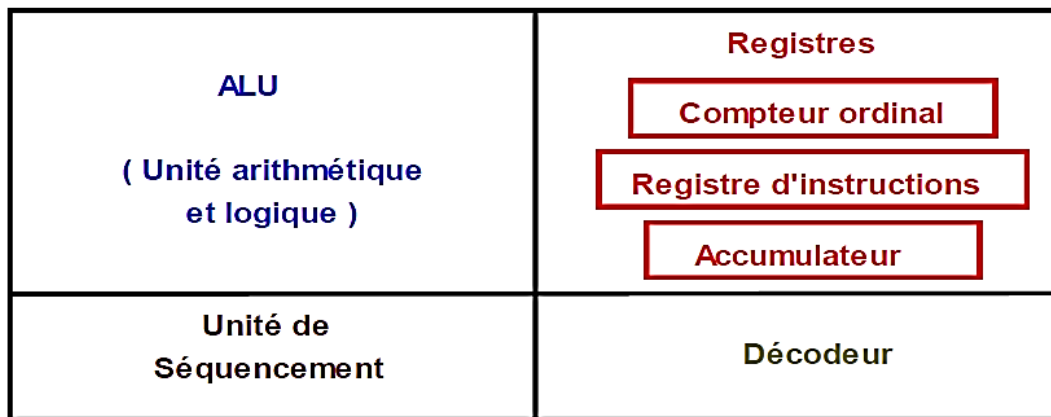 ALU
( Unité arithmétique
et logique )
Registres
Compteur ordinal
Registre d'instructions
Accumulateur
Unité de
Séquencement
Décodeur